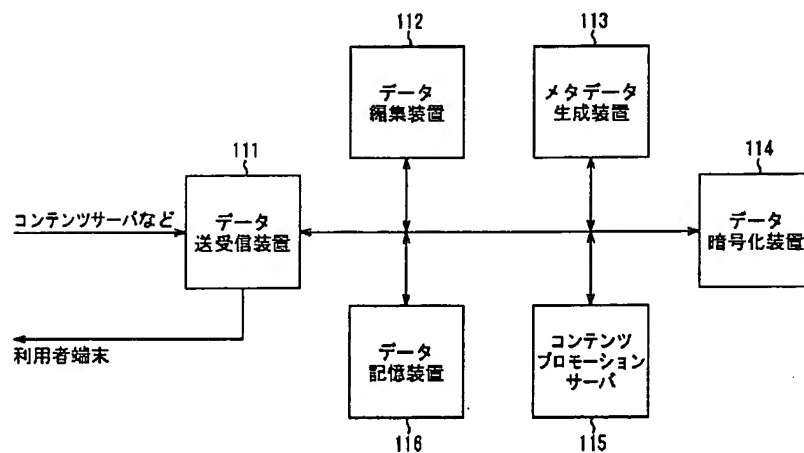 112
データ
編集装置
113
メタデータ
生成装置
111
データ
送受信装置
114
データ
暗号化装置
コンテンツサーバなど
利用者端末
データ
記憶装置
116
コンテンツ
プロモーション
サーバ
115